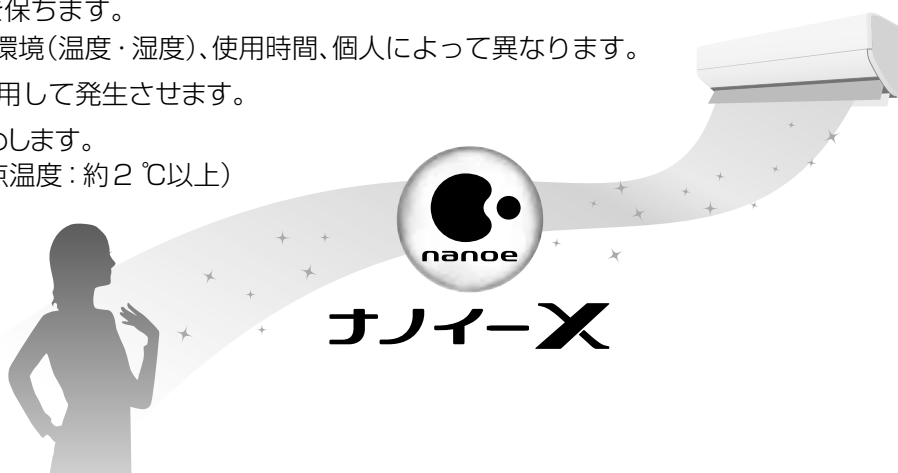 を保ちます。
環境(温度・湿度)、使用時間、個人によって異なります。
用して発生させます。
します。
点温度:約2℃以上)
nanoe
ナノイーX